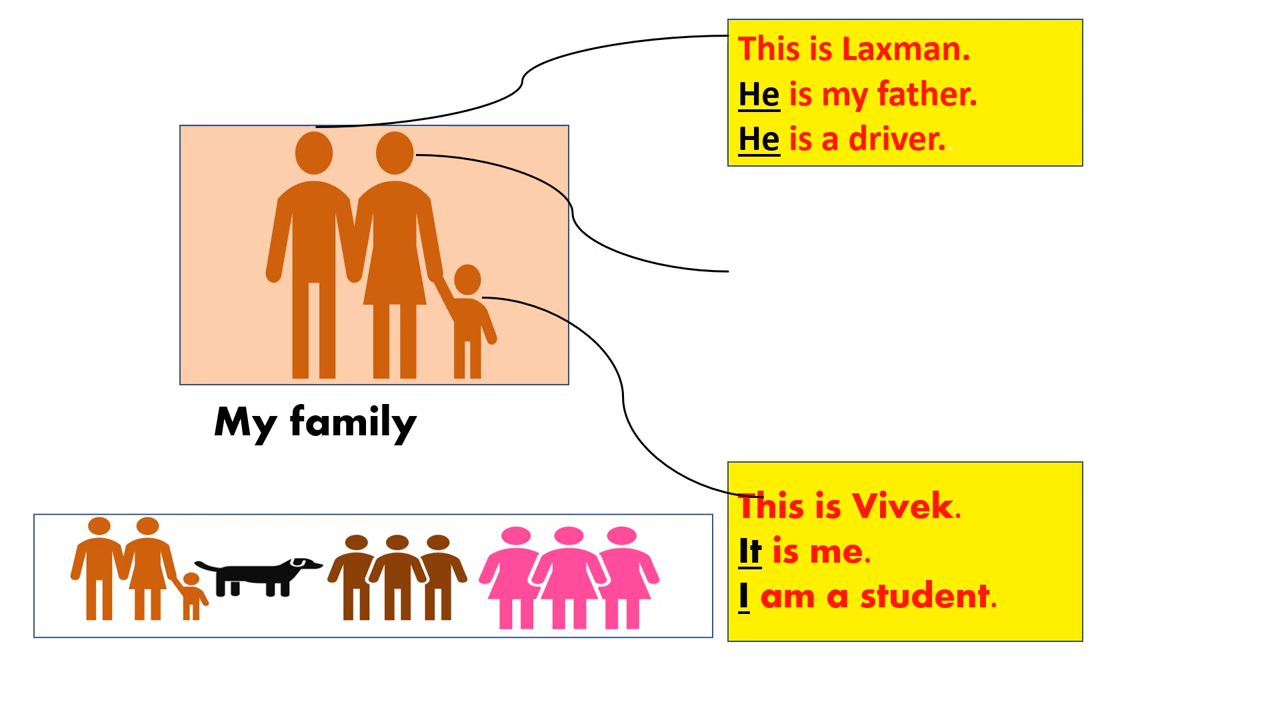 This is Laxman.
He is my father.
He is a driver.
My family
This is Vivek.
It is me.
I am a student.